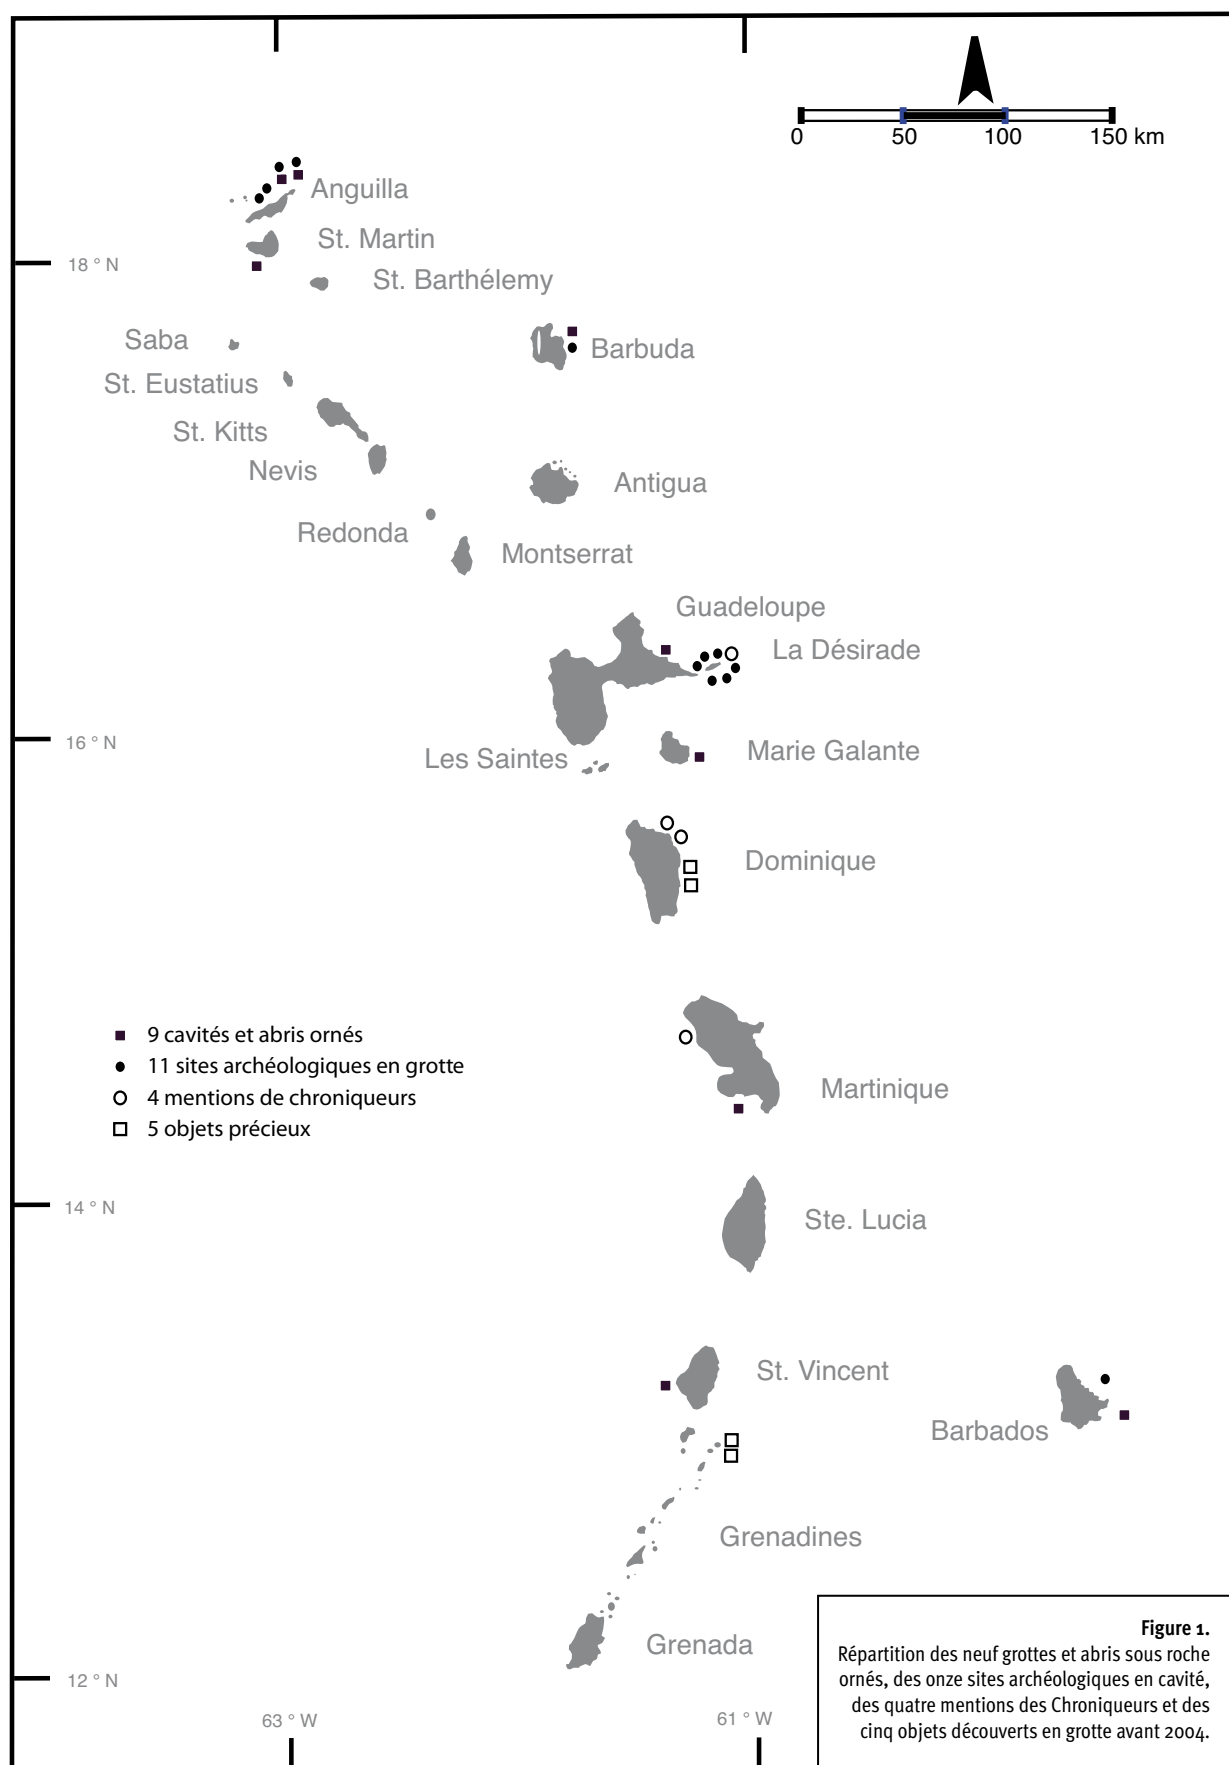 0 50 100 150 km
Anguilla
St. Martin
18 ° N
St. Barthélemy
Saba
Barbuda
St. Eustatius
St. Kitts
Nevis
Antigua
Redonda
Montserrat
Guadeloupe
La Désirade
16 ° N
Marie Galante
Les Saintes
Dominique
9 cavités et abris ornés
11 sites archéologiques en grotte
4 mentions de chroniqueurs
5 objets précieux
Martinique
14 ° N
Ste. Lucia
St. Vincent
Barbados
Grenadines
Grenada
12 ° N
63 ° W
61 ° W
Figure 1.
Répartition des neuf grottes et abris sous roche
ornés, des onze sites archéologiques en cavité,
des quatre mentions des Chroniqueurs et des
cinq objets découverts en grotte avant 2004.